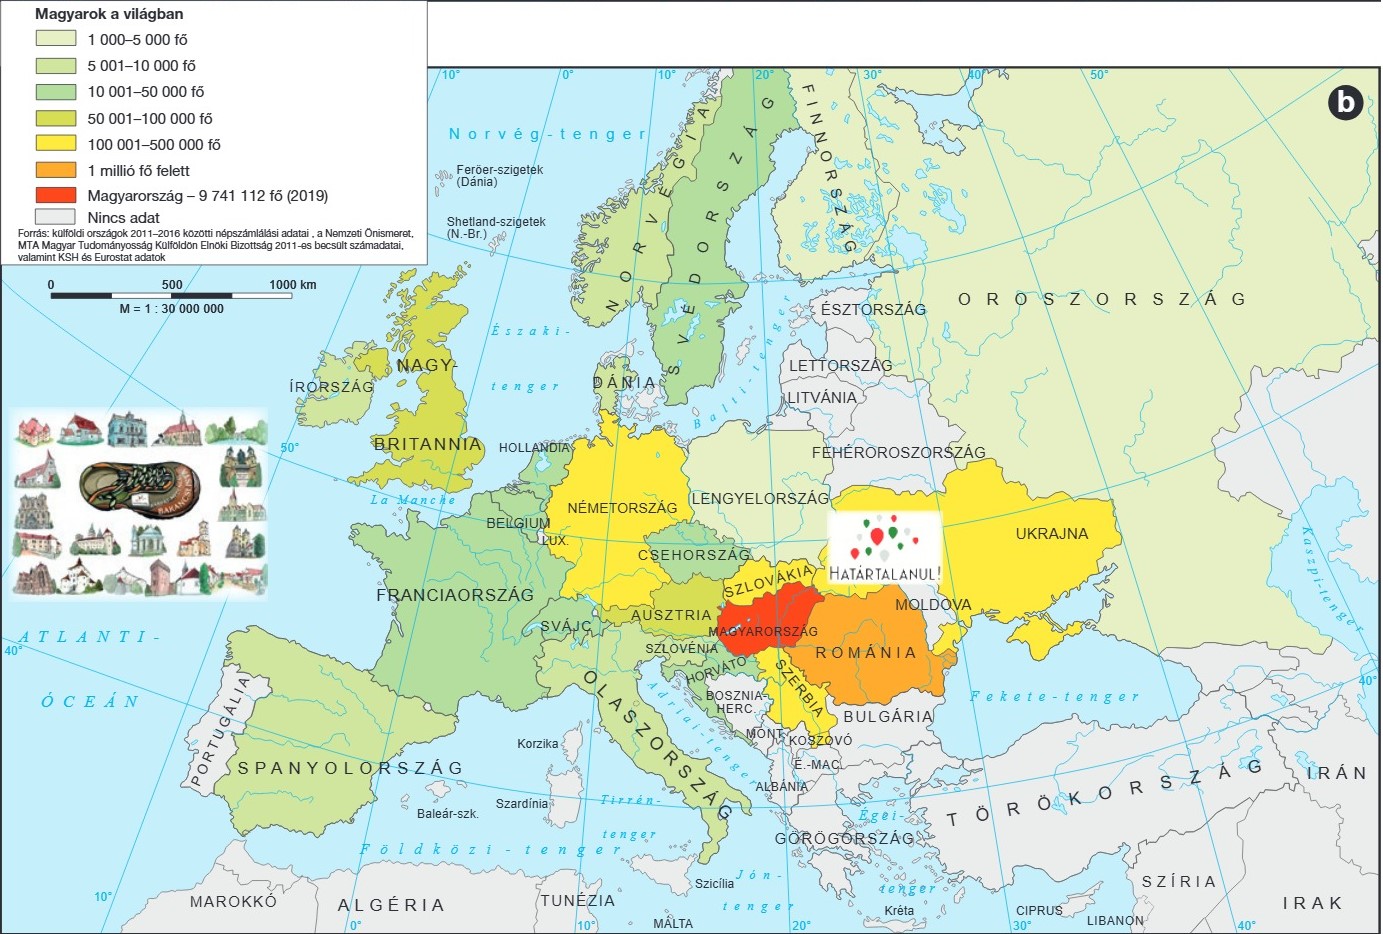 Magyarok a világban
1 000–5 000 fő
5 001–10 000 fő
10 001–50 000 fő
50 001–100 000 fő
100 001–500 000 fő
1 millió fő felett
Magyarország – 9 741 112 fő (2019)
Nincs adat
Forrás: külföldi országok 2011–2016 közötti népszámlálási adatai , a Nemzeti Önismeret,
MTA Magyar Tudományosság Külföldön Elnöki Bizottság 2011-es becsült számadatai,
valamint KSH és Eurostat adatok
0 500 1000 km
M = 1 : 30 000 000
10° 0° 10° 20° 30° 40° 50°
b
Norvég-tenger
Feröer-szigetek
(Dánia)
Shetland-szigetek
(N.-Br.)
NORVÉGIA
SVÉDORSZÁG
FINNORSZÁG
OROSZORSZÁG
ÉSZTORSZÁG
Északi-
tenger
Balti-tenger
LETTORSZÁG
NAGY-
BRITANNIA
ÍRORSZÁG
DÁNIA
LITVÁNIA
50°
HOLLANDIA
FEHÉROROSZORSZÁG
La Manche
NÉMETORSZÁG
LENGYELORSZÁG
BELGIUM
LUX.
UKRAJNA
Kaszpi-tenger
CSEHORSZÁG
HATÁRTALANUL!
SZLOVÁKIA
FRANCIAORSZÁG
AUSZTRIA
MOLDOVA
SVÁJC
MAGYARORSZÁG
ATLANTI-
ÓCEÁN
40°
SZLOVÉNIA
ROMÁNIA
HORVÁTO.
SZERBIA
BOSZNIA-
HERC.
OLASZORSZÁG
Adriai-tenger
Fekete-tenger
40°
BULGÁRIA
PORTUGÁLIA
MONT.
KOSZOVÓ
Korzika
É.-MAC.
SPANYOLORSZÁG
TÖRÖKORSZÁG
IRÁN
ALBÁNIA
Baleár-szk.
Szardínia
Tirrén-
tenger
Égei-
tenger
GÖRÖGORSZÁG
Földközi-tenger
Jón-
tenger
Szicília
SZÍRIA
10°
MAROKKÓ
ALGÉRIA
TUNÉZIA
Kréta
CIPRUS
LIBANON
IRAK
MÁLTA
0° 10° 20° 30° 40°